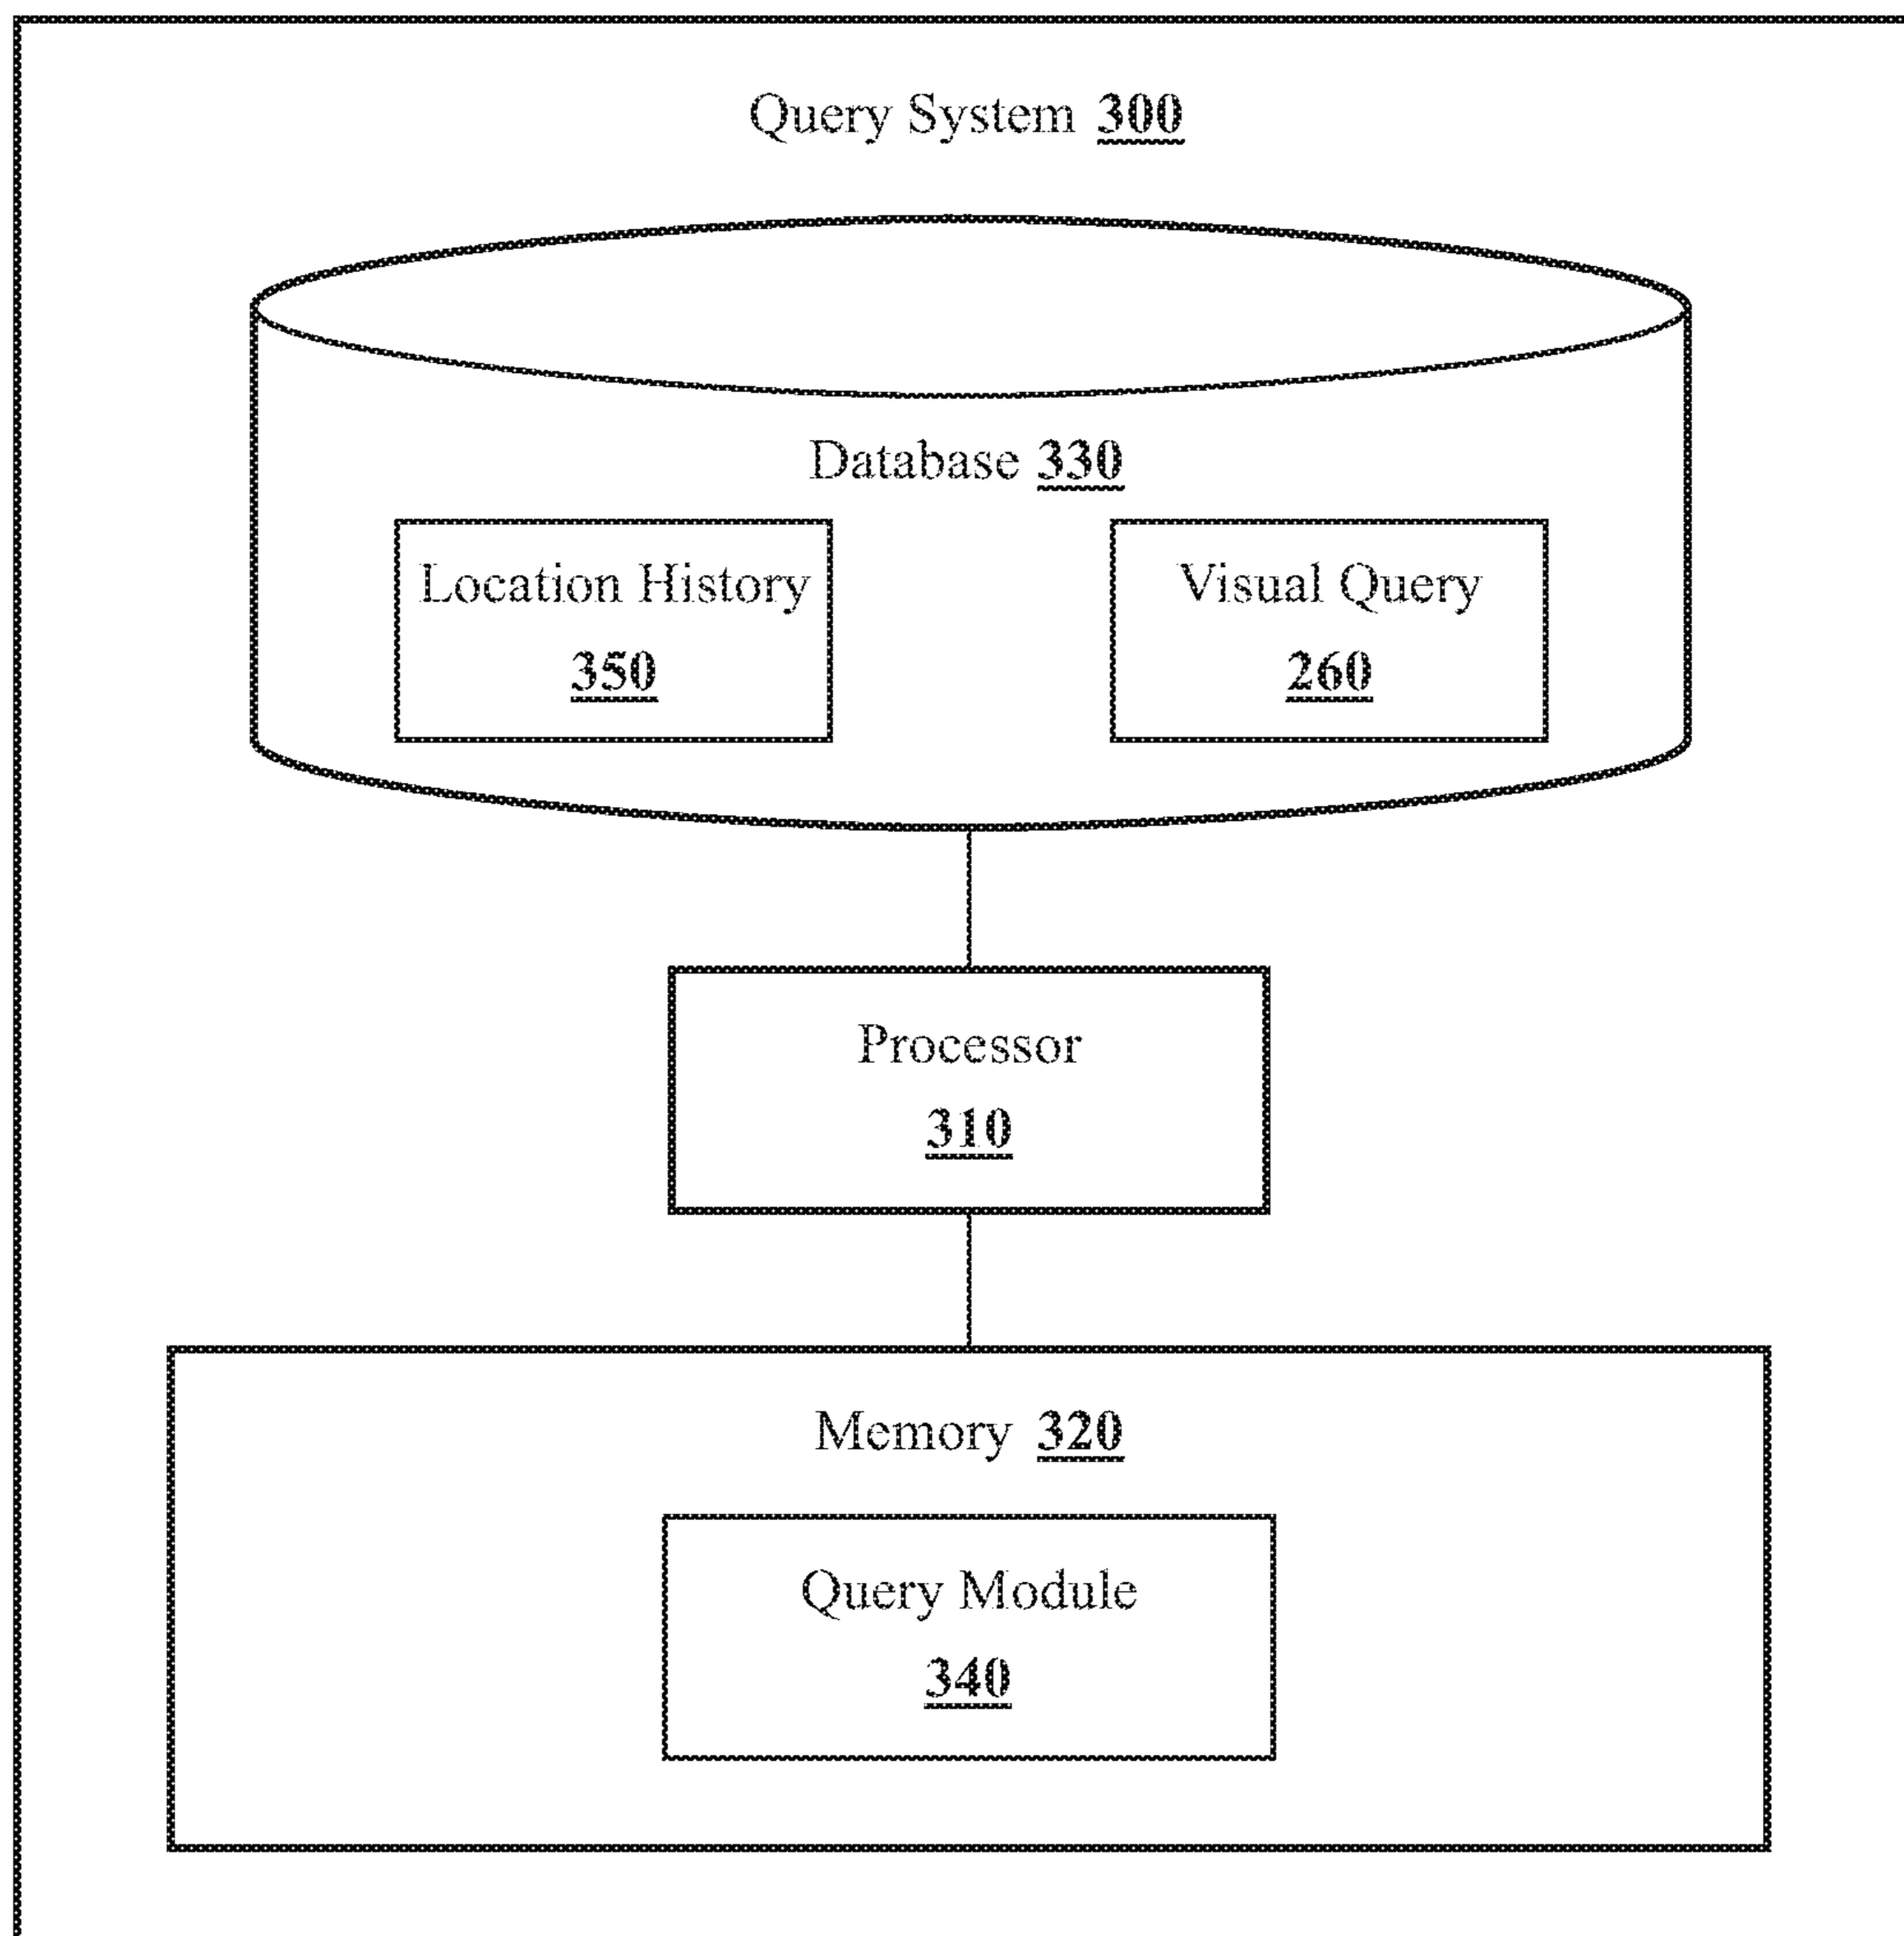 Query System 300
Database 330
Location History
350
Visual Query
260
Processor
310
Memory 320
Query Module
340